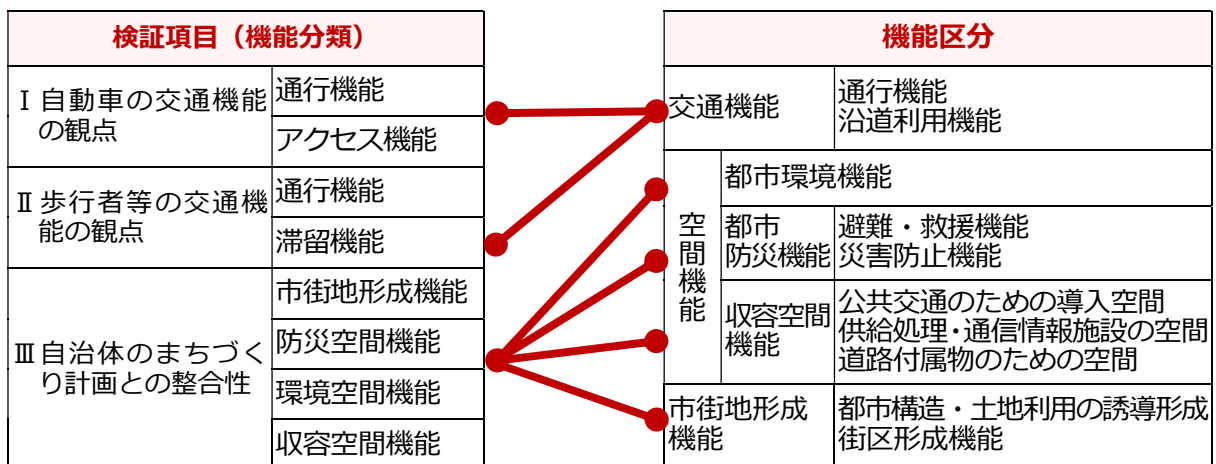 検証項目（機能分類）
Ⅰ自動車の交通機能
の観点
通行機能
アクセス機能
Ⅱ歩行者等の交通機
能の観点
通行機能
滞留機能
Ⅲ自治体のまちづく
り計画との整合性
市街地形成機能
防災空間機能
環境空間機能
収容空間機能
機能区分
交通機能
通行機能
沿道利用機能
空間機能
都市環境機能
都市
防災機能
避難・救援機能
災害防止機能
収容空間
機能
公共交通のための導入空間
供給処理・通信情報施設の空間
道路付属物のための空間
市街地形成
機能
都市構造・土地利用の誘導形成
街区形成機能